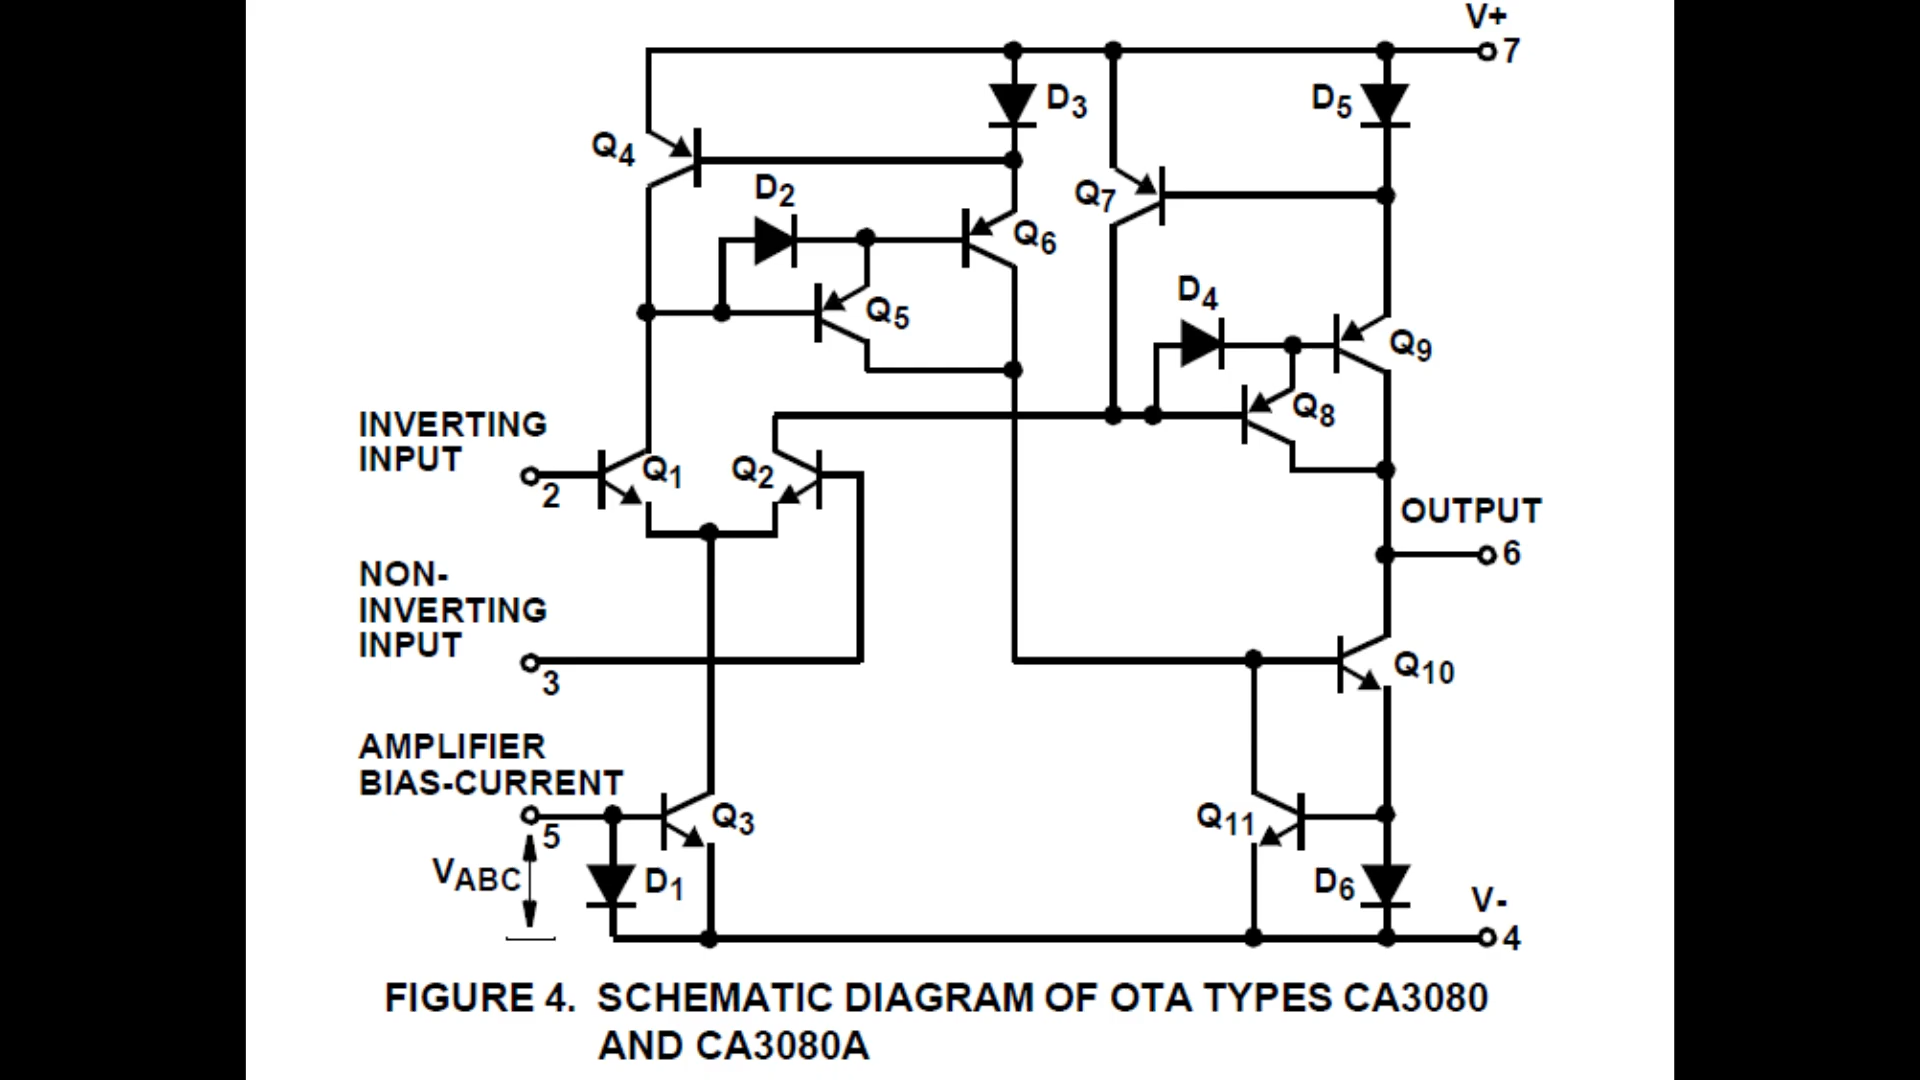 V+
7
D3
D5
Q4
D2
Q7
Q6
D4
Q5
Q9
Q8
INVERTING
INPUT
2
Q1
Q2
OUTPUT
6
NON-
INVERTING
INPUT
3
Q10
AMPLIFIER
BIAS-CURRENT
5
Q3
Q11
VABC
D1
D6
V-
4
FIGURE 4. SCHEMATIC DIAGRAM OF OTA TYPES CA3080
AND CA3080A